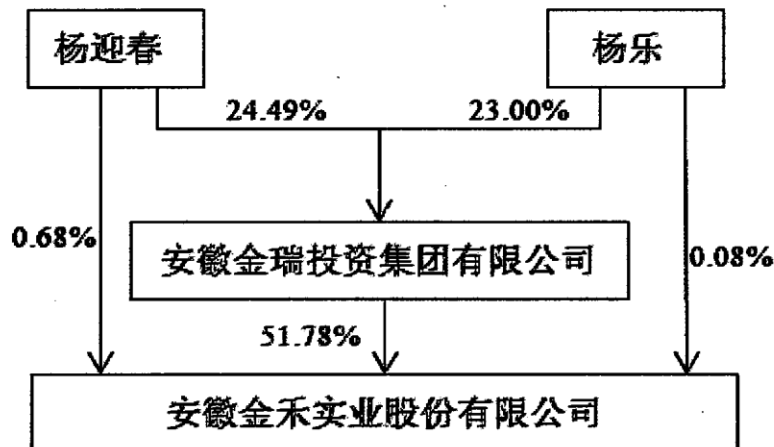 杨迎春
杨乐
24.49%
23.00%
0.68%
安徽金瑞投资集团有限公司
0.08%
51.78%
安徽金禾实业股份有限公司